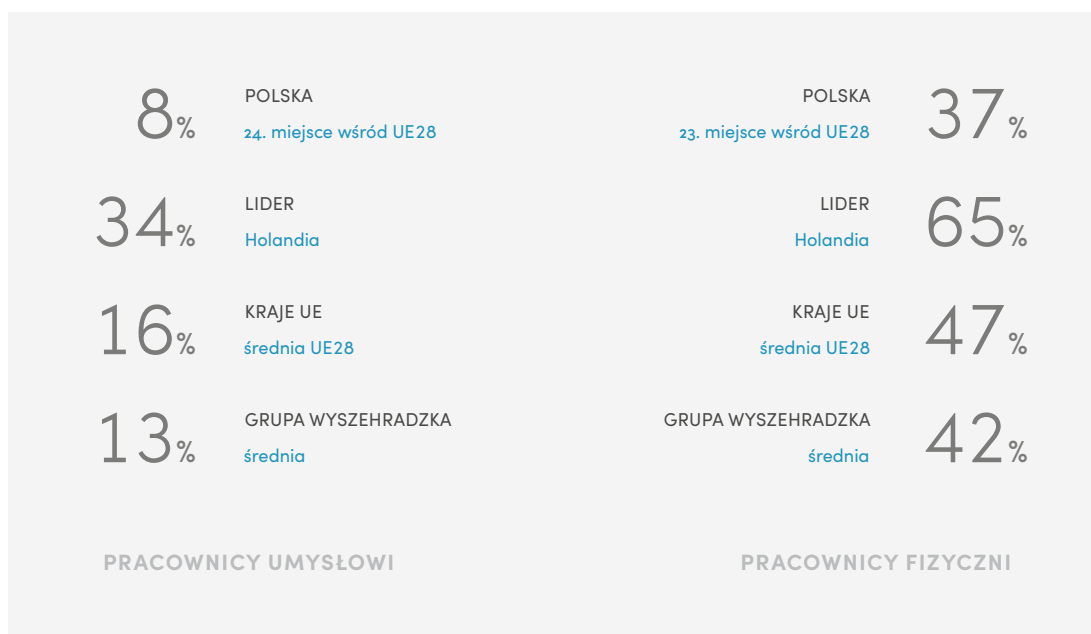 8%
POLSKA
24. miejsce wśród UE28
34%
LIDER
Holandia
16%
KRAJE UE
średnia UE28
13%
GRUPA WYSZEHRADZKA
średnia
PRACOWNICY UMYSŁOWI
POLSKA
23. miejsce wśród UE28
37%
LIDER
Holandia
65%
KRAJE UE
średnia UE28
47%
GRUPA WYSZEHRADZKA
średnia
42%
PRACOWNICY FIZYCZNI